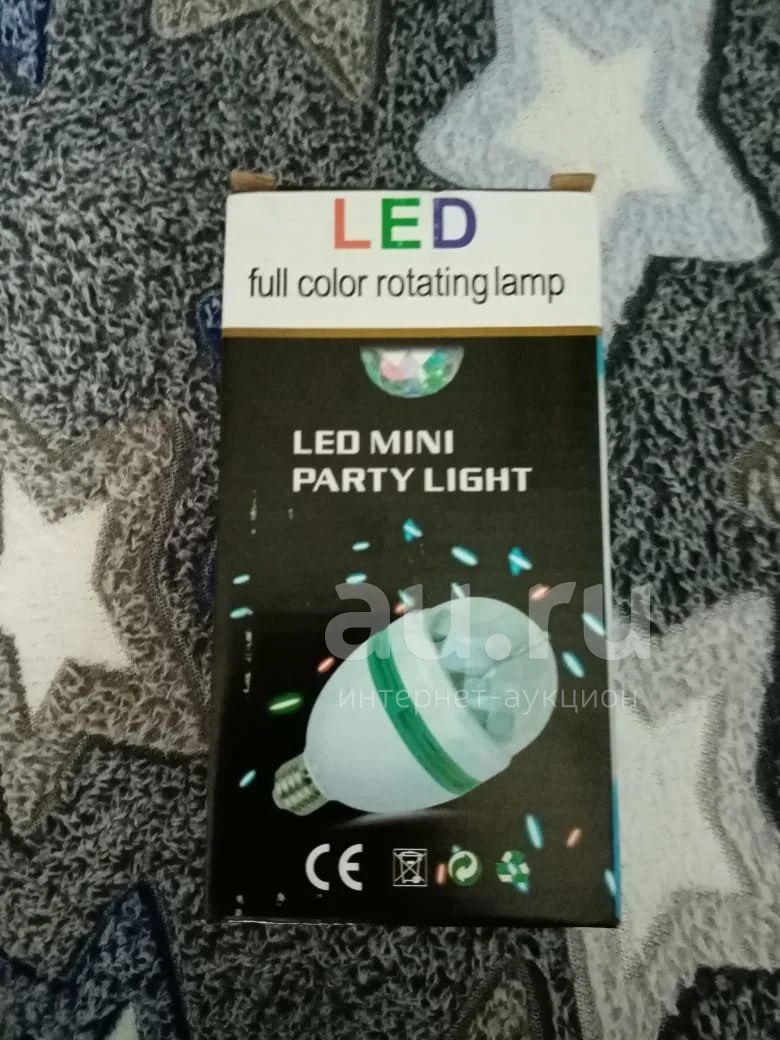 LED
full color rotating lamp
LED MINI
PARTY LIGHT
au.ru
интернет-аукцион
CE